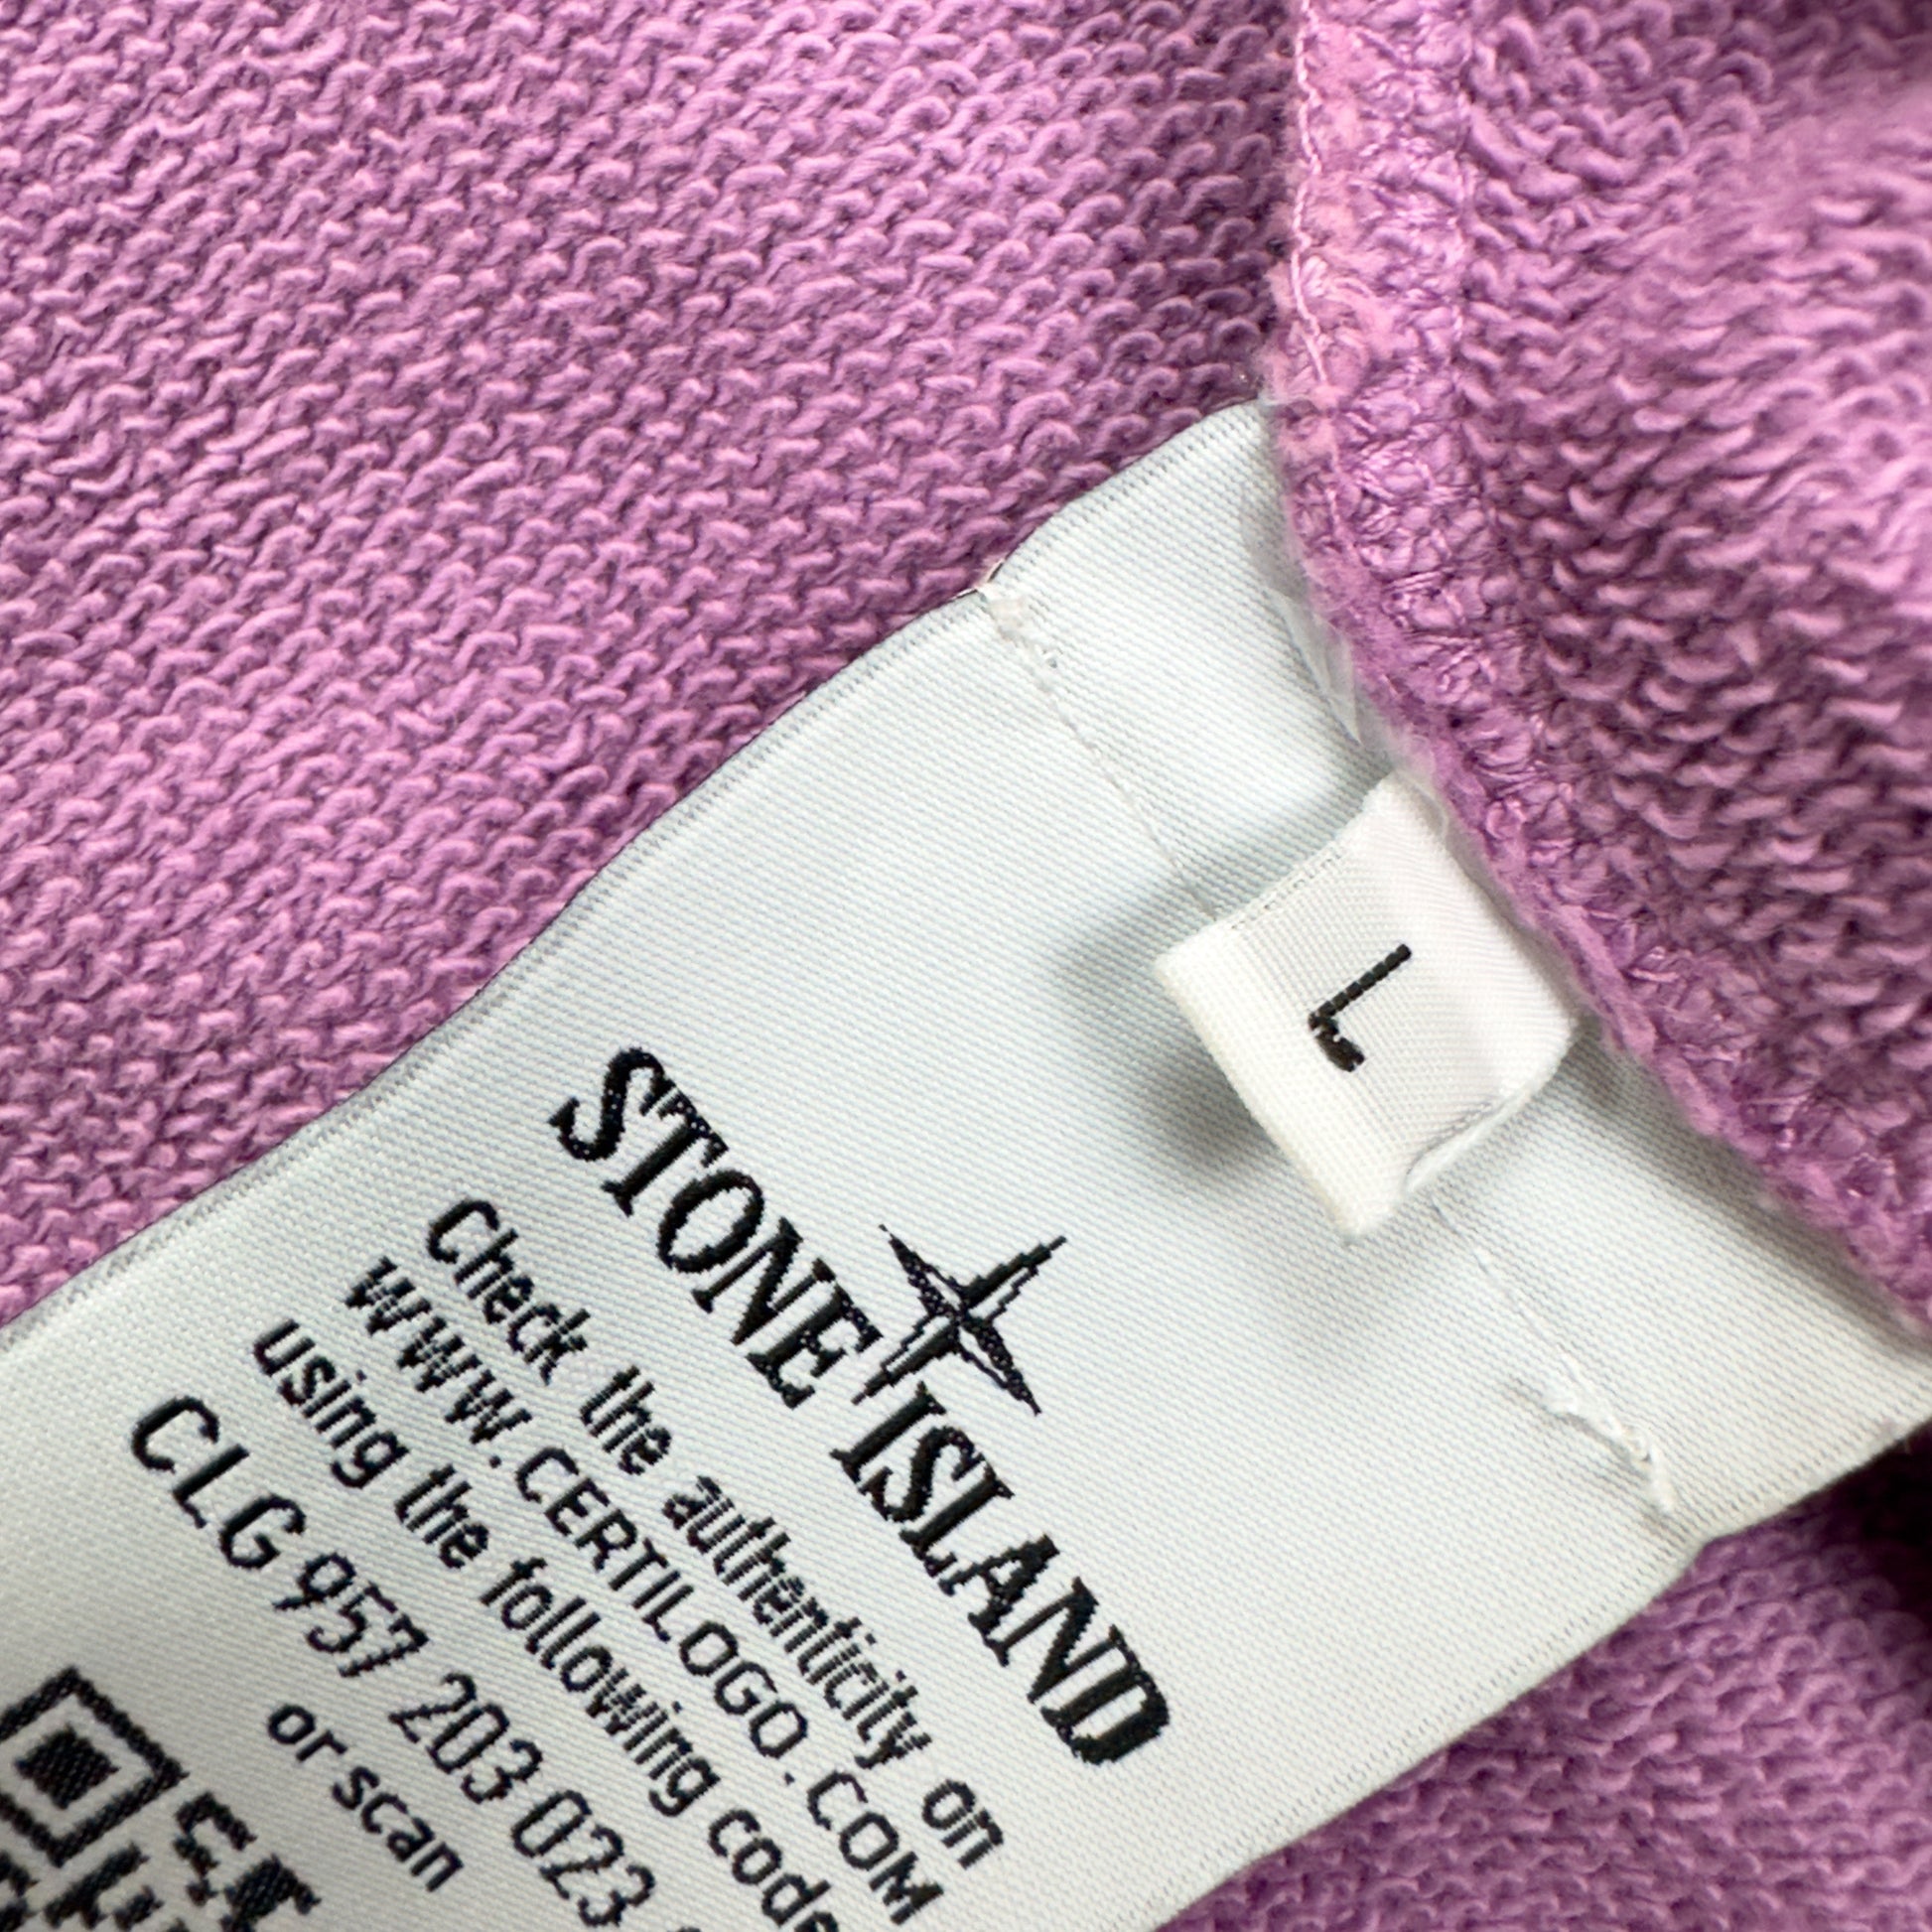 L
STONE ISLAND
Check the authenticity on
WWW.CERTILOGO.COM
using the following code
CLG 957 203 023
or scan